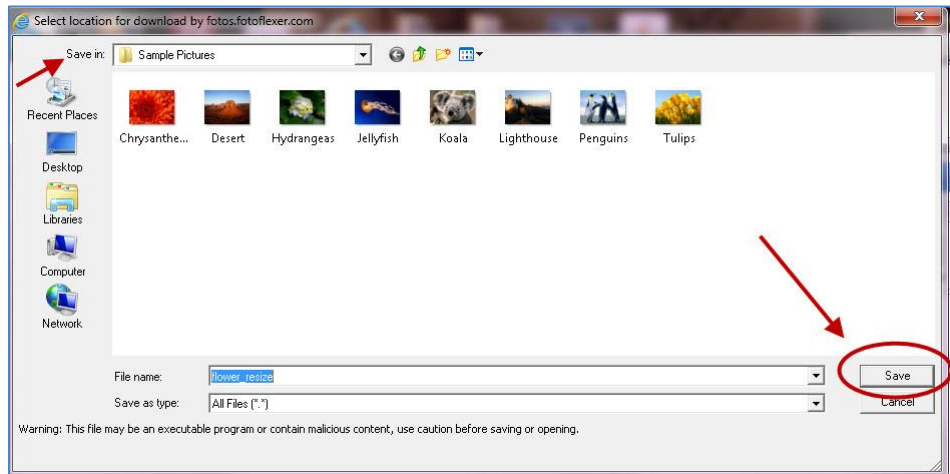 Select location for download by fotos.fotoflexer.com
Save in: Sample Pictures
Recent Places
Desktop
Libraries
Computer
Network
Chrysanthe... Desert Hydrangeas Jellyfish Koala Lighthouse Penguins Tulips
File name: flower_resize Save
Save as type: All Files (*.*) Cancel
Warning: This file may be an executable program or contain malicious content, use caution before saving or opening.